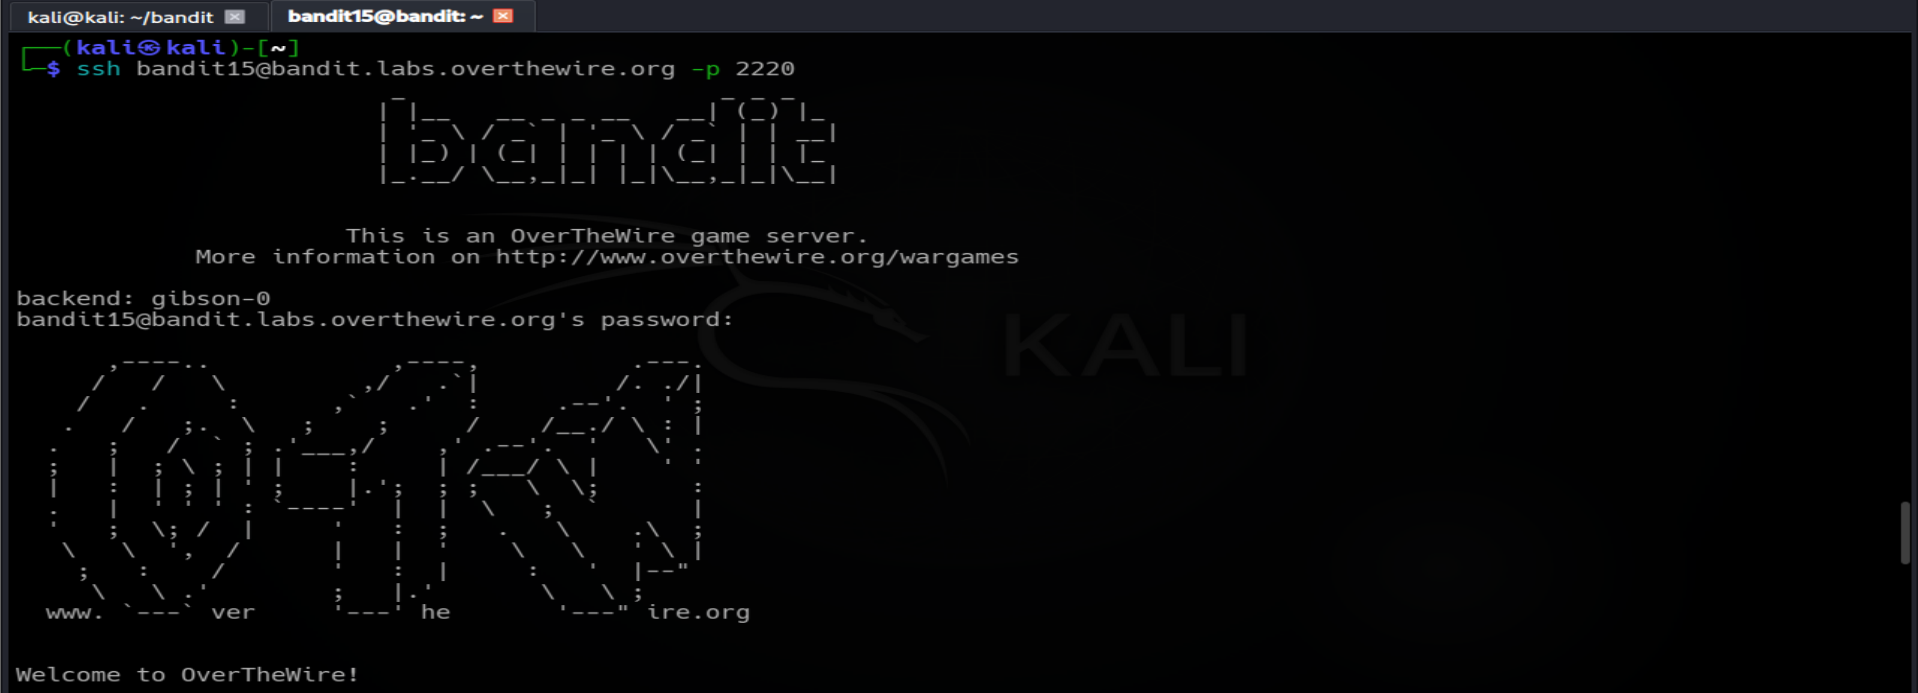 kali@kali: ~/bandit
bandit15@bandit: ~
(kali㉿kali)-[~]
$ ssh bandit15@bandit.labs.overthewire.org -p 2220
bandit
This is an OverTheWire game server.
More information on http://www.overthewire.org/wargames
backend: gibson-0
bandit15@bandit.labs.overthewire.org's password:
KALI
www. ver he ire.org
Welcome to OverTheWire!